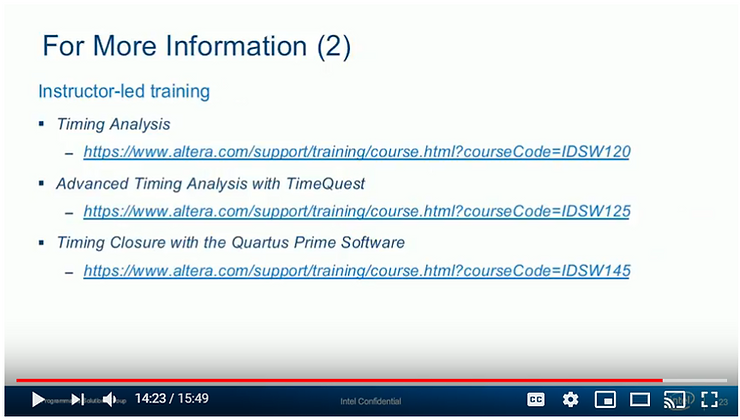 For More Information (2)
Instructor-led training
▪ Timing Analysis
– https://www.altera.com/support/training/course.html?courseCode=IDSW120
▪ Advanced Timing Analysis with TimeQuest
– https://www.altera.com/support/training/course.html?courseCode=IDSW125
▪ Timing Closure with the Quartus Prime Software
– https://www.altera.com/support/training/course.html?courseCode=IDSW145
14:23 / 15:49
Intel Confidential
CC
intel
23